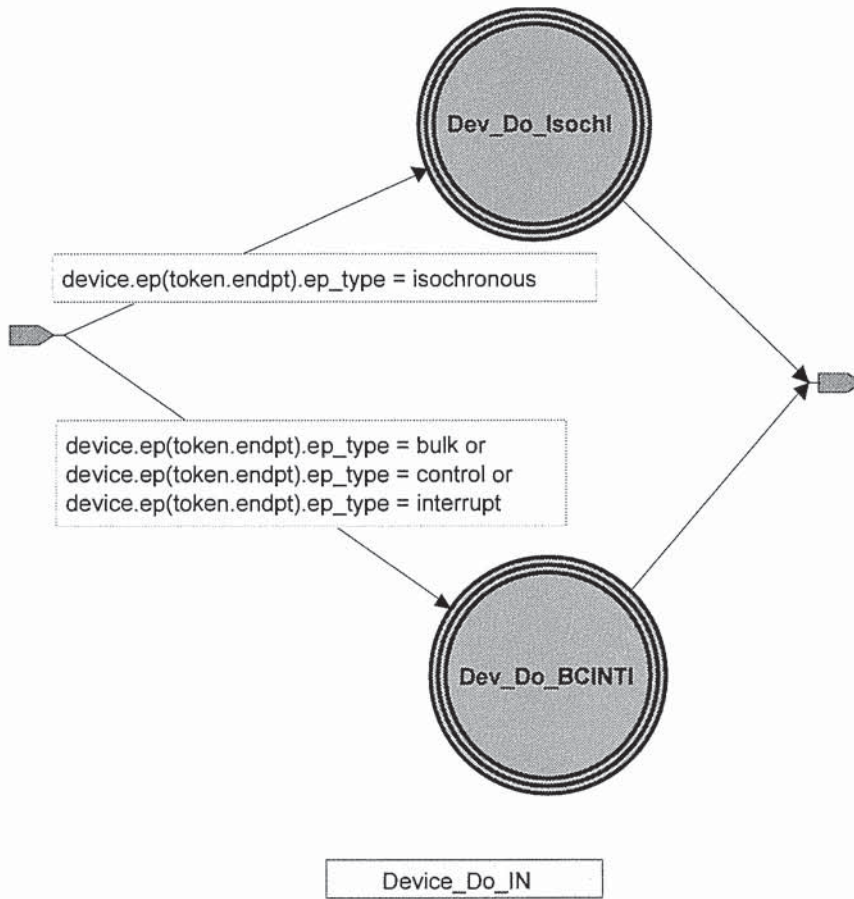 Dev_Do_IsochI
device.ep(token.endpt).ep_type = isochronous
device.ep(token.endpt).ep_type = bulk or
device.ep(token.endpt).ep_type = control or
device.ep(token.endpt).ep_type = interrupt
Dev_Do_BCINTI
Device_Do_IN